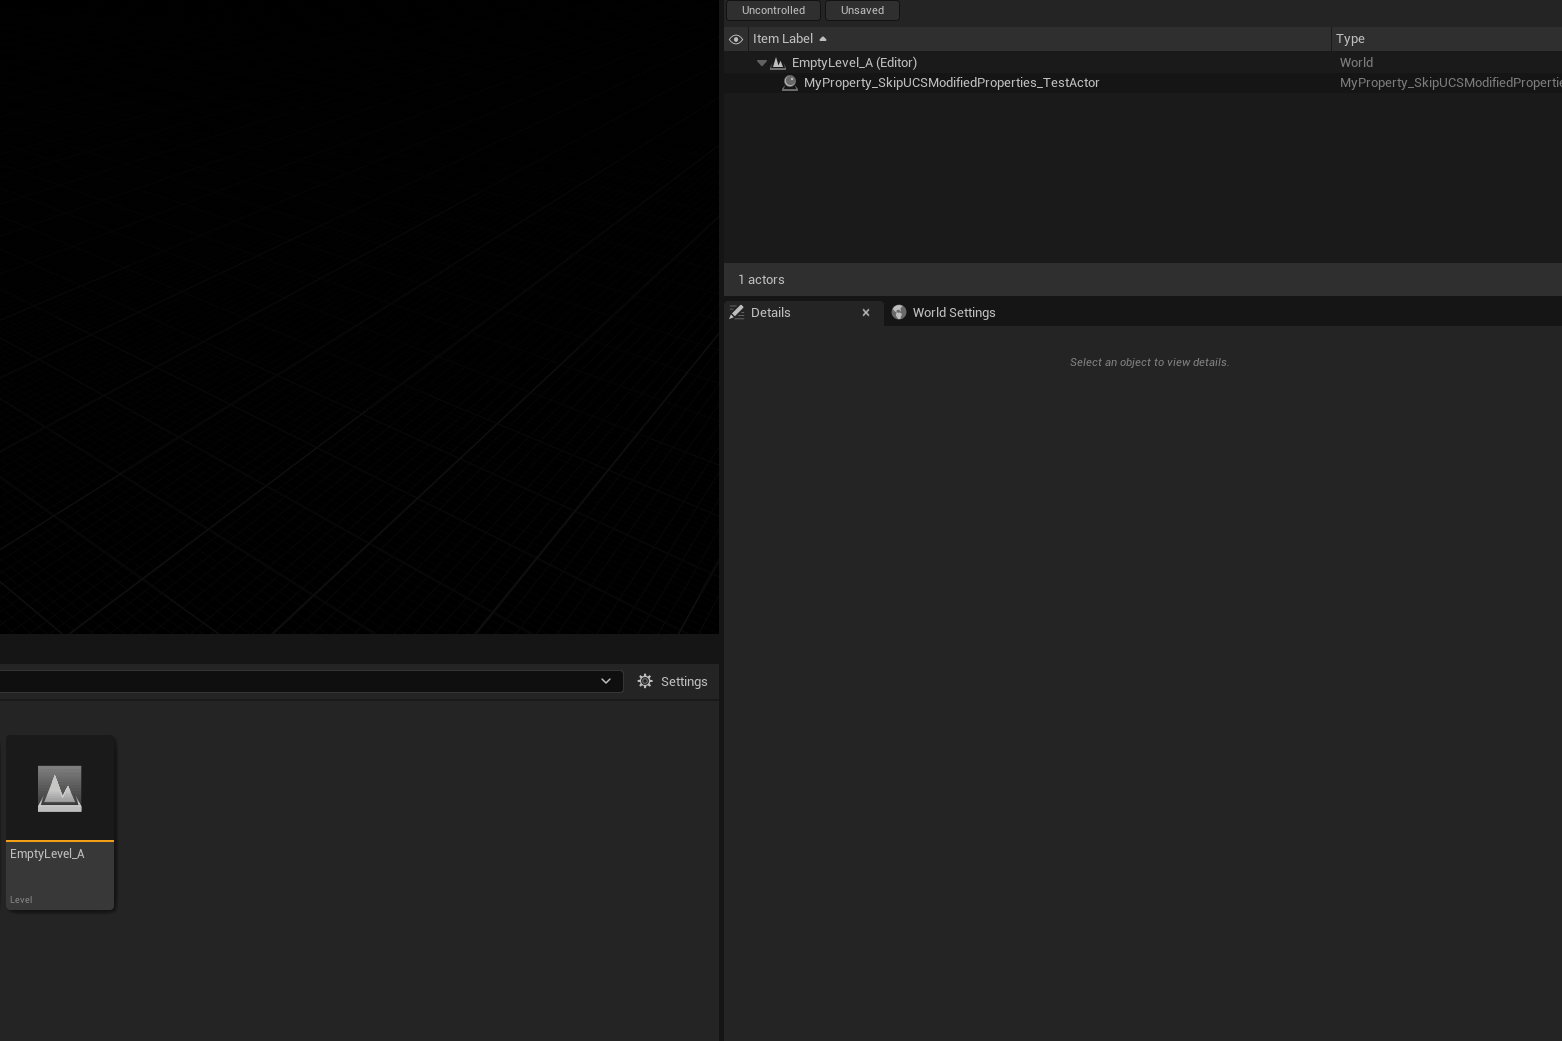 Uncontrolled
Unsaved
Item Label
Type
EmptyLevel_A (Editor)
World
MyProperty_SkipUCSModifiedProperties_TestActor
MyProperty_SkipUCSModifiedPropertie
1 actors
Details
World Settings
Select an object to view details.
Settings
EmptyLevel_A
Level